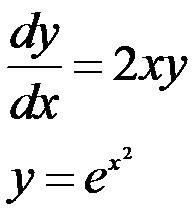 dy/dx = 2xy
y = e^{x^2}